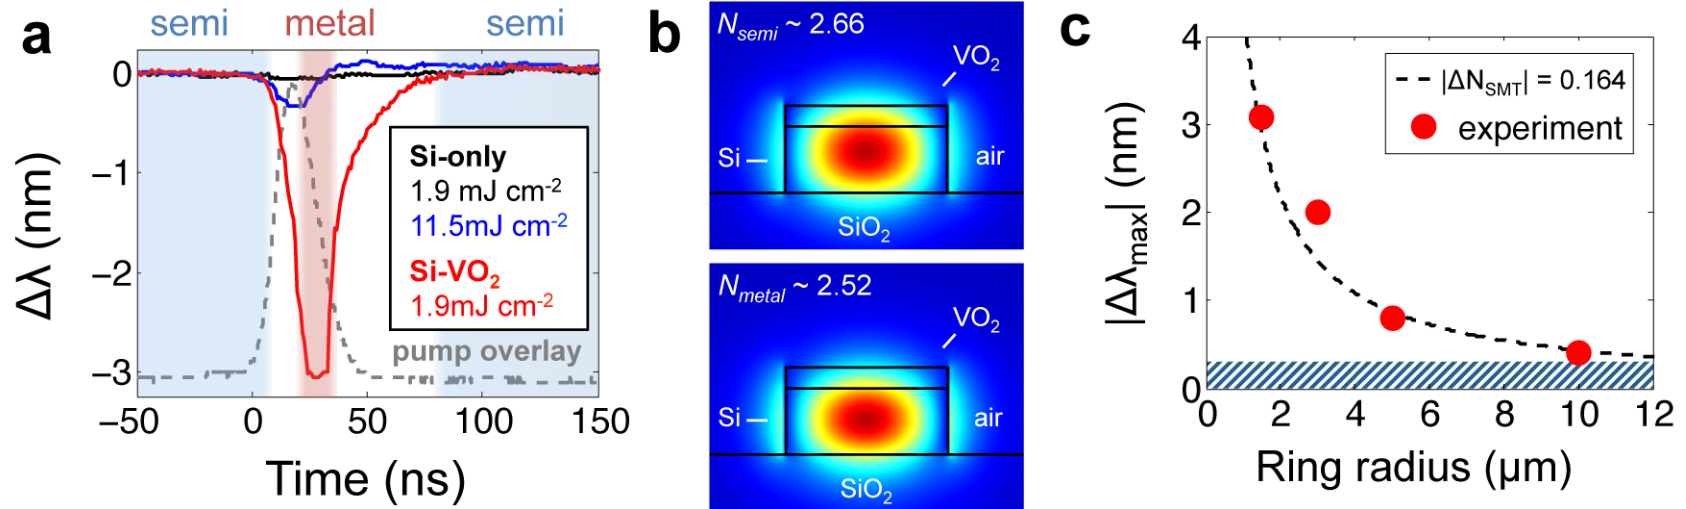 a
semi metal semi
Δλ (nm)
0
−1
−2
−3
Si-only
1.9 mJ cm-2
11.5mJ cm-2
Si-VO2
1.9mJ cm-2
pump overlay
−50 0 50 100 150
Time (ns)
b
Nsemi ~ 2.66
VO2
Si
air
SiO2
Nmetal ~ 2.52
VO2
Si
air
SiO2
c
|Δλmax| (nm)
4
3
2
1
0
|ΔNSMT| = 0.164
experiment
0 2 4 6 8 10 12
Ring radius (μm)